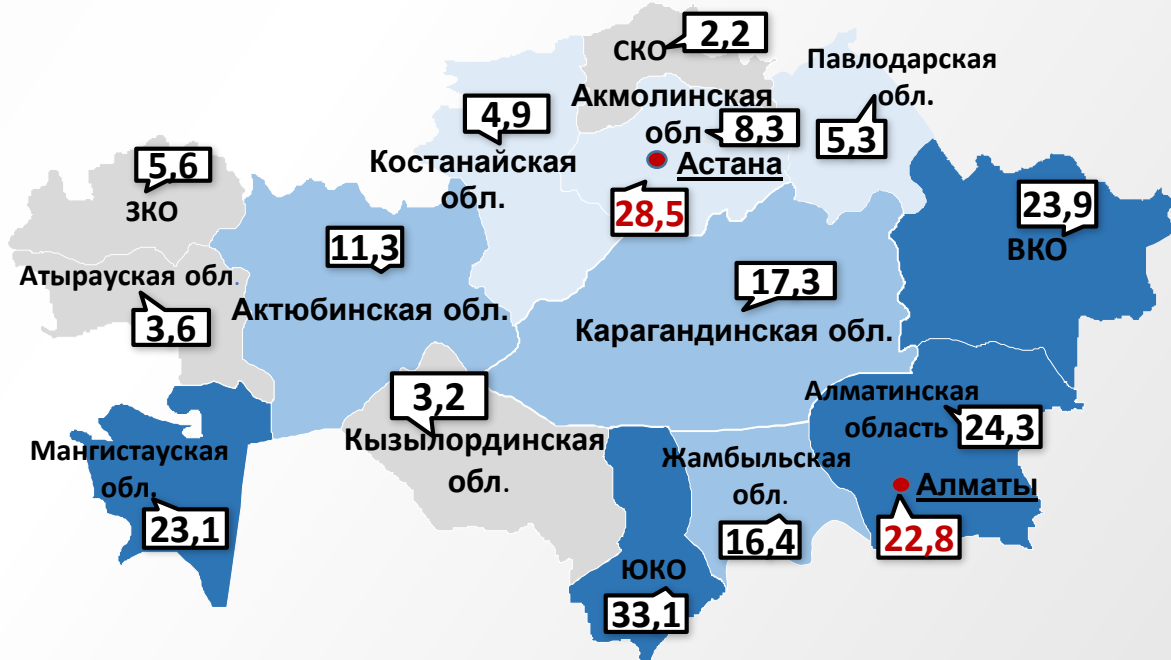 СКО
2,2
Павлодарская
обл.
5,3
Акмолинская
обл
8,3
Астана
28,5
4,9
Костанайская
обл.
5,6
ЗКО
Атырауская обл.
3,6
11,3
Актюбинская обл.
17,3
Карагандинская обл.
23,9
ВКО
3,2
Кызылординская
обл.
Алматинская
область
24,3
Мангистауская
обл.
23,1
Жамбыльская
обл.
16,4
Алматы
22,8
ЮКО
33,1